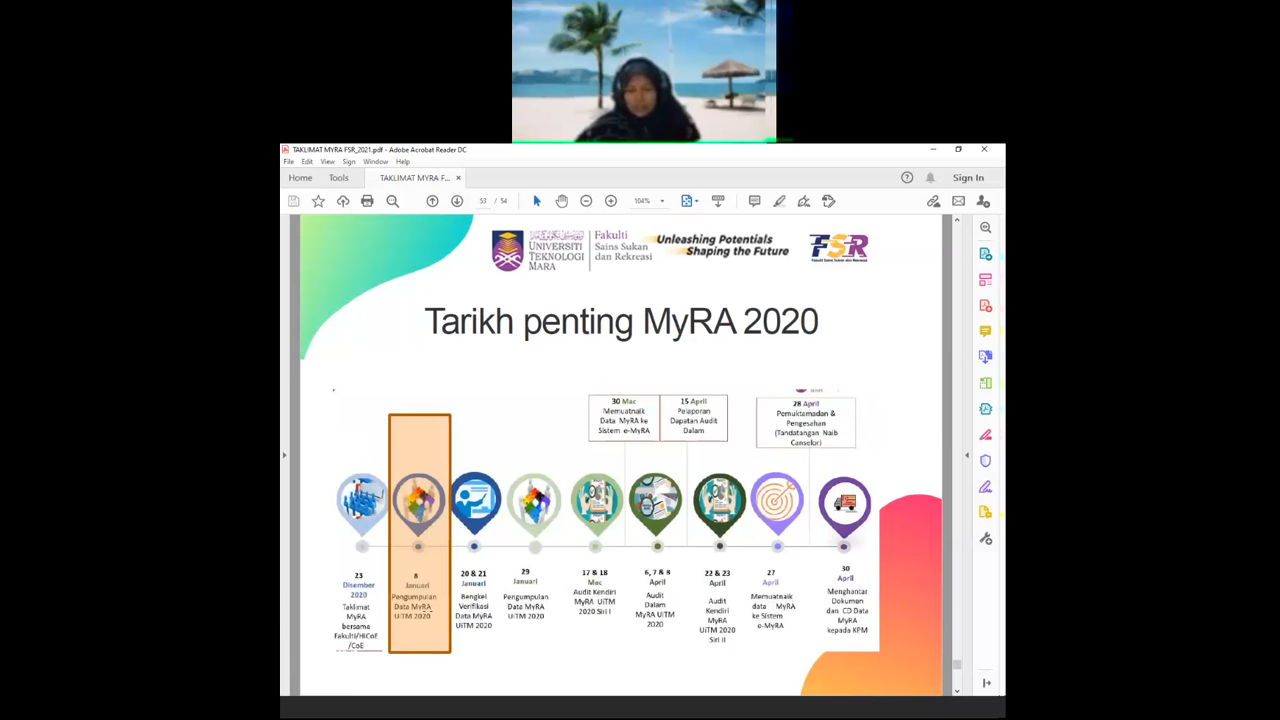 TAKLIMAT MYRA FSR_2021.pdf - Adobe Acrobat Reader DC
File Edit View Sign Window Help
Home Tools TAKLIMAT MYRA F... × Sign In
53 / 54 104%
UNIVERSITI
TEKNOLOGI
MARA
Fakulti
Sains Sukan
dan Rekreasi
Unleashing Potentials
Shaping the Future
FSR
Fakulti Sains Sukan dan Rekreasi
Tarikh penting MyRA 2020
30 Mac
Memuatnaik
Data MyRA ke
Sistem e-MyRA
15 April
Pelaporan
Dapatan Audit
Dalam
28 April
Pemuktamadan &
Pengesahan
(Tandatangan Naib
Canselor)
23
Disember
2020
Taklimat
MyRA
bersama
Fakulti/HICoE
/CoE
8
Januari
Pengumpulan
Data MyRA
UiTM 2020
20 & 21
Januari
Bengkel
Verifikasi
Data MyRA
UiTM 2020
29
Januari
Pengumpulan
Data MyRA
UiTM 2020
17 & 18
Mac
Audit Kendiri
MyRA UiTM
2020 Siri I
6, 7 & 8
April
Audit
Dalam
MyRA UiTM
2020
22 & 23
April
Audit
Kendiri
MyRA
UiTM 2020
Siri II
27
April
Memuatnaik
data MyRA
ke Sistem
e-MyRA
30
April
Menghantar
Dokumen
dan CD Data
MyRA
kepada KPM